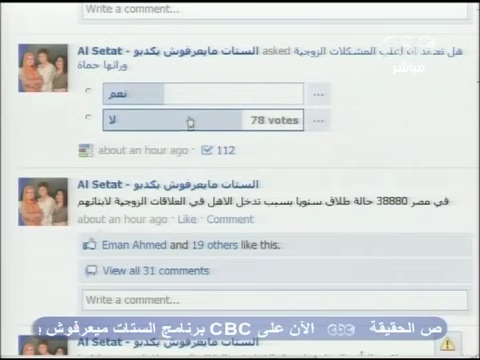 Write a comment...
Al Setat - الستات مايعرفوش يكدبو asked هل تعتقد ان اغلب المشكلات الزوجية
ورائها حماة
CBC
مباشر
نعم
...
لا
78 votes
...
about an hour ago · 112
Al Setat - الستات مايعرفوش يكدبو
في مصر 38880 حالة طلاق سنويا بسبب تدخل الاهل في العلاقات الزوجية لابنائهم
about an hour ago · Like · Comment
Eman Ahmed and 19 others like this.
View all 31 comments
Write a comment...
ص الحقيقة CBC الآن على CBC برنامج الستات ميعرفوش
Al Setat - الستات مايعرفوش يكدبو